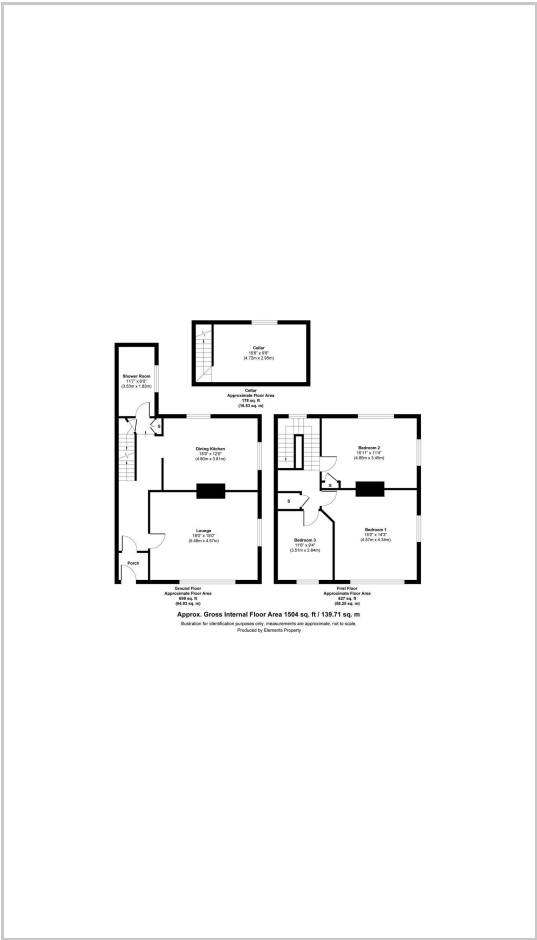 Cellar
15'6" x 9'8"
(4.72m x 2.95m)
Cellar
Approximate Floor Area
178 sq. ft
(16.53 sq. m)
Shower Room
11'7" x 6'0"
(3.53m x 1.83m)
S
Dining Kitchen
15'9" x 12'6"
(4.80m x 3.81m)
Lounge
18'0" x 15'0"
(5.49m x 4.57m)
Porch
Ground Floor
Approximate Floor Area
699 sq. ft
(64.93 sq. m)
Bedroom 2
15'11" x 11'4"
(4.85m x 3.45m)
S
S
Bedroom 1
15'0" x 14'3"
(4.57m x 4.34m)
Bedroom 3
11'6" x 9'4"
(3.51m x 2.84m)
First Floor
Approximate Floor Area
627 sq. ft
(58.25 sq. m)
Approx. Gross Internal Floor Area 1504 sq. ft / 139.71 sq. m
Illustration for identification purposes only, measurements are approximate, not to scale.
Produced by Elements Property